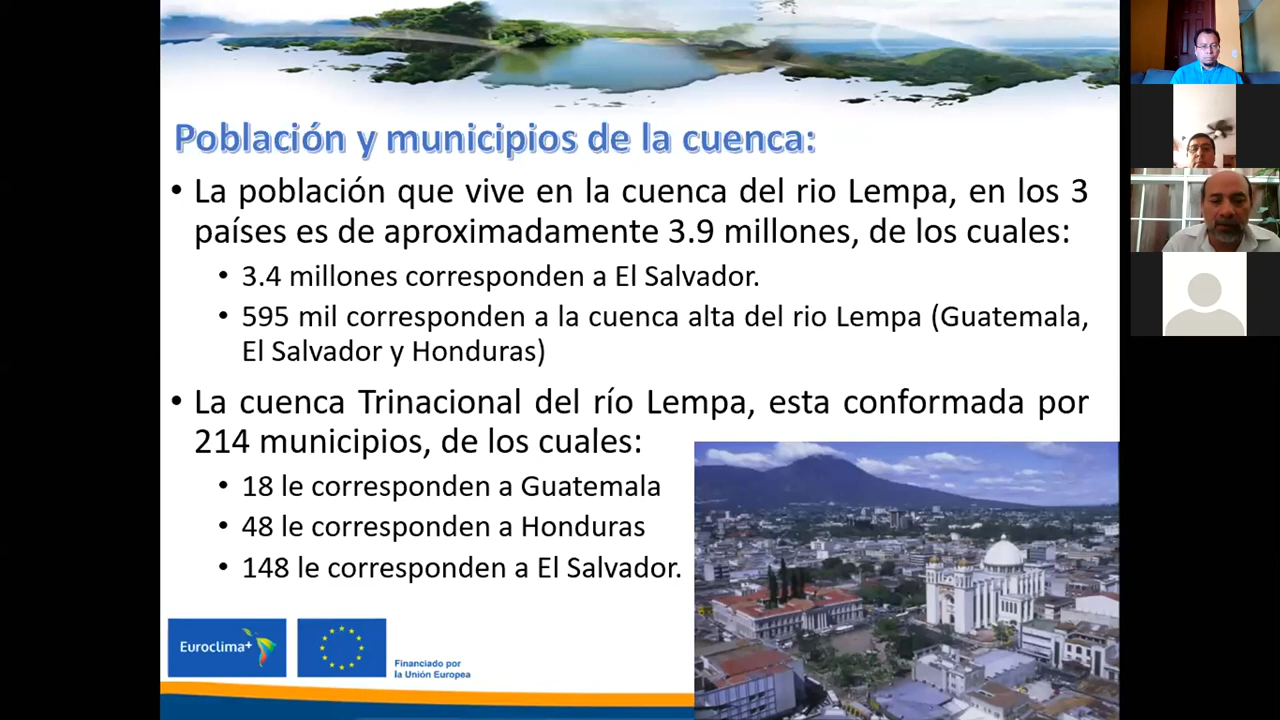 Población y municipios de la cuenca:
• La población que vive en la cuenca del rio Lempa, en los 3
países es de aproximadamente 3.9 millones, de los cuales:
• 3.4 millones corresponden a El Salvador.
• 595 mil corresponden a la cuenca alta del rio Lempa (Guatemala,
El Salvador y Honduras)
• La cuenca Trinacional del río Lempa, esta conformada por
214 municipios, de los cuales:
• 18 le corresponden a Guatemala
• 48 le corresponden a Honduras
• 148 le corresponden a El Salvador.
Euroclima+
Financiado por
la Unión Europea